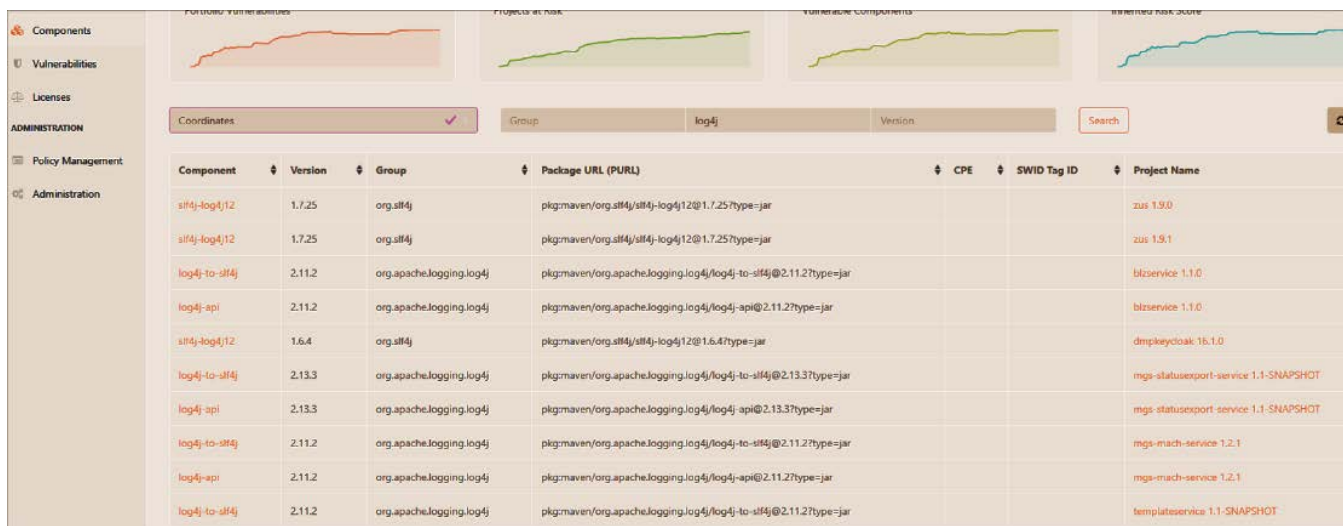 Portfolio Vulnerabilities
Projects at Risk
Vulnerable Components
Inherited Risk Score
Components
Vulnerabilities
Licenses
ADMINISTRATION
Policy Management
Administration
Coordinates Group log4j Version Search
Component Version Group Package URL (PURL) CPE SWID Tag ID Project Name
slf4j-log4j12 1.7.25 org.slf4j pkg:maven/org.slf4j/slf4j-log4j12@1.7.25?type=jar zus 1.9.0
slf4j-log4j12 1.7.25 org.slf4j pkg:maven/org.slf4j/slf4j-log4j12@1.7.25?type=jar zus 1.9.1
log4j-to-slf4j 2.11.2 org.apache.logging.log4j pkg:maven/org.apache.logging.log4j/log4j-to-slf4j@2.11.2?type=jar blzservice 1.1.0
log4j-api 2.11.2 org.apache.logging.log4j pkg:maven/org.apache.logging.log4j/log4j-api@2.11.2?type=jar blzservice 1.1.0
slf4j-log4j12 1.6.4 org.slf4j pkg:maven/org.slf4j/slf4j-log4j12@1.6.4?type=jar dmpkeycloak 16.1.0
log4j-to-slf4j 2.13.3 org.apache.logging.log4j pkg:maven/org.apache.logging.log4j/log4j-to-slf4j@2.13.3?type=jar mgs-statusexport-service 1.1-SNAPSHOT
log4j-api 2.13.3 org.apache.logging.log4j pkg:maven/org.apache.logging.log4j/log4j-api@2.13.3?type=jar mgs-statusexport-service 1.1-SNAPSHOT
log4j-to-slf4j 2.11.2 org.apache.logging.log4j pkg:maven/org.apache.logging.log4j/log4j-to-slf4j@2.11.2?type=jar mgs-mach-service 1.2.1
log4j-api 2.11.2 org.apache.logging.log4j pkg:maven/org.apache.logging.log4j/log4j-api@2.11.2?type=jar mgs-mach-service 1.2.1
log4j-to-slf4j 2.11.2 org.apache.logging.log4j pkg:maven/org.apache.logging.log4j/log4j-to-slf4j@2.11.2?type=jar templateservice 1.1-SNAPSHOT